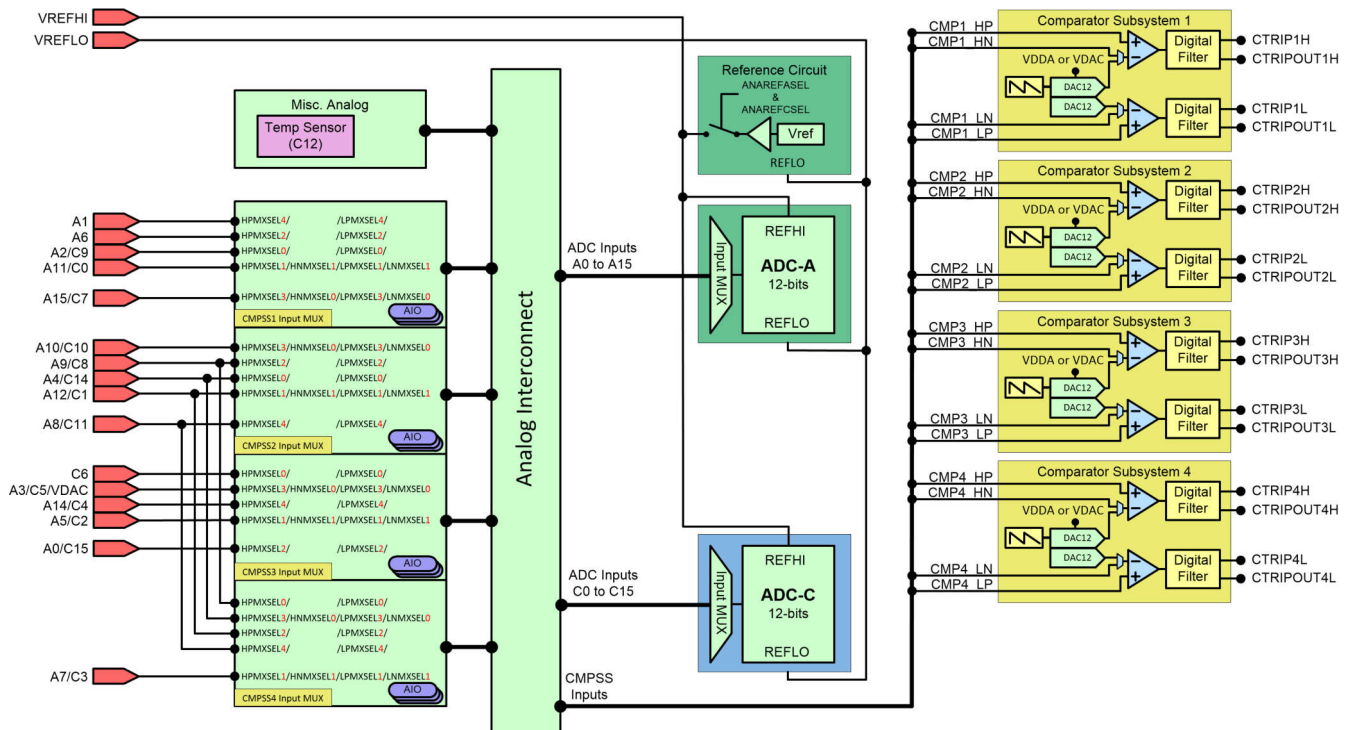 VREFHI
VREFLO
Misc. Analog
Temp Sensor
(C12)
A1
A6
A2/C9
A11/C0
A15/C7
HPMXSEL4/ /LPMXSEL4/
HPMXSEL2/ /LPMXSEL2/
HPMXSEL0/ /LPMXSEL0/
HPMXSEL1/HNMXSEL1/LPMXSEL1/LNMXSEL1
HPMXSEL3/HNMXSEL0/LPMXSEL3/LNMXSEL0
AIO
CMPSS1 Input MUX
A10/C10
A9/C8
A4/C14
A12/C1
A8/C11
HPMXSEL3/HNMXSEL0/LPMXSEL3/LNMXSEL0
HPMXSEL2/ /LPMXSEL2/
HPMXSEL0/ /LPMXSEL0/
HPMXSEL1/HNMXSEL1/LPMXSEL1/LNMXSEL1
HPMXSEL4/ /LPMXSEL4/
AIO
CMPSS2 Input MUX
C6
A3/C5/VDAC
A14/C4
A5/C2
A0/C15
HPMXSEL0/ /LPMXSEL0/
HPMXSEL3/HNMXSEL0/LPMXSEL3/LNMXSEL0
HPMXSEL4/ /LPMXSEL4/
HPMXSEL1/HNMXSEL1/LPMXSEL1/LNMXSEL1
HPMXSEL2/ /LPMXSEL2/
AIO
CMPSS3 Input MUX
HPMXSEL0/ /LPMXSEL0/
HPMXSEL3/HNMXSEL0/LPMXSEL3/LNMXSEL0
HPMXSEL2/ /LPMXSEL2/
HPMXSEL4/ /LPMXSEL4/
A7/C3
HPMXSEL1/HNMXSEL1/LPMXSEL1/LNMXSEL1
AIO
CMPSS4 Input MUX
Analog Interconnect
Reference Circuit
ANAREFASEL
&
ANAREFCSEL
Vref
REFLO
ADC Inputs
A0 to A15
Input MUX
REFHI
ADC-A
12-bits
REFLO
ADC Inputs
C0 to C15
Input MUX
REFHI
ADC-C
12-bits
REFLO
CMPSS
Inputs
Comparator Subsystem 1
CMP1_HP
CMP1_HN
VDDA or VDAC
DAC12
DAC12
CMP1_LN
CMP1_LP
Digital
Filter
Digital
Filter
CTRIP1H
CTRIPOUT1H
CTRIP1L
CTRIPOUT1L
Comparator Subsystem 2
CMP2_HP
CMP2_HN
VDDA or VDAC
DAC12
DAC12
CMP2_LN
CMP2_LP
Digital
Filter
Digital
Filter
CTRIP2H
CTRIPOUT2H
CTRIP2L
CTRIPOUT2L
Comparator Subsystem 3
CMP3_HP
CMP3_HN
VDDA or VDAC
DAC12
DAC12
CMP3_LN
CMP3_LP
Digital
Filter
Digital
Filter
CTRIP3H
CTRIPOUT3H
CTRIP3L
CTRIPOUT3L
Comparator Subsystem 4
CMP4_HP
CMP4_HN
VDDA or VDAC
DAC12
DAC12
CMP4_LN
CMP4_LP
Digital
Filter
Digital
Filter
CTRIP4H
CTRIPOUT4H
CTRIP4L
CTRIPOUT4L